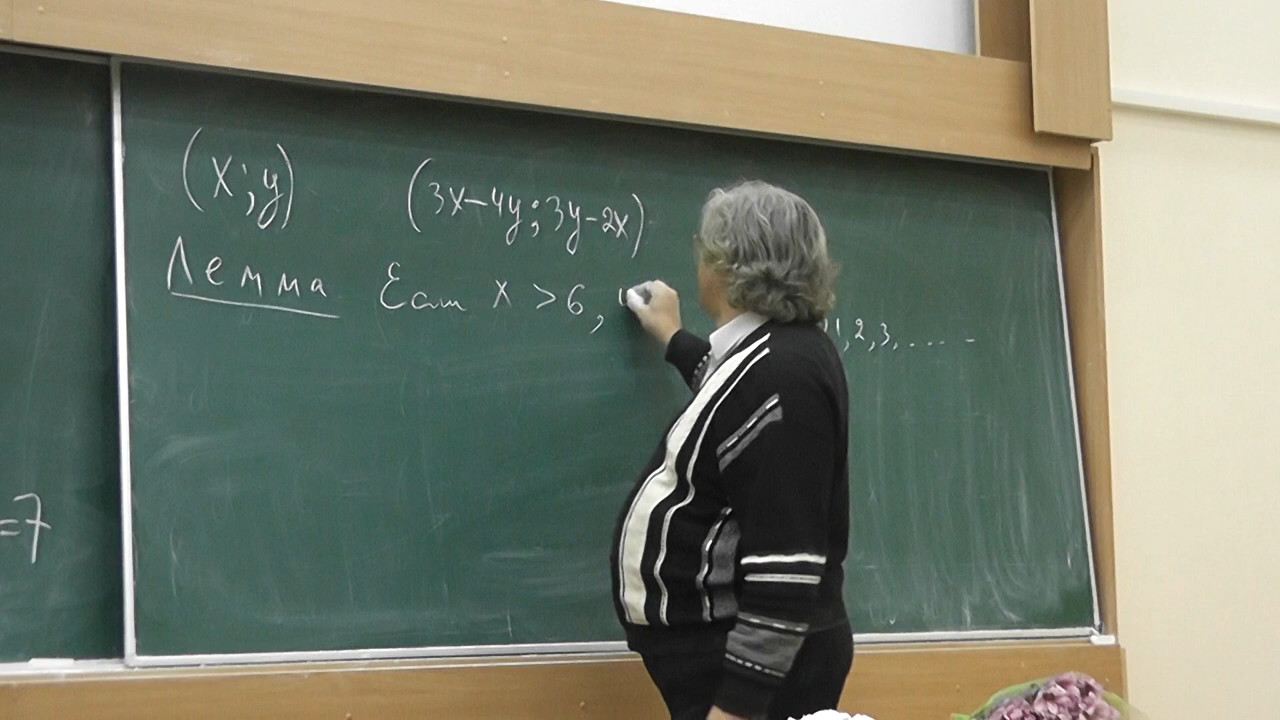 (x;y) (3x-4y;3y-2x)
Лемма Если x > 6,
1,2,3,.... -
=7